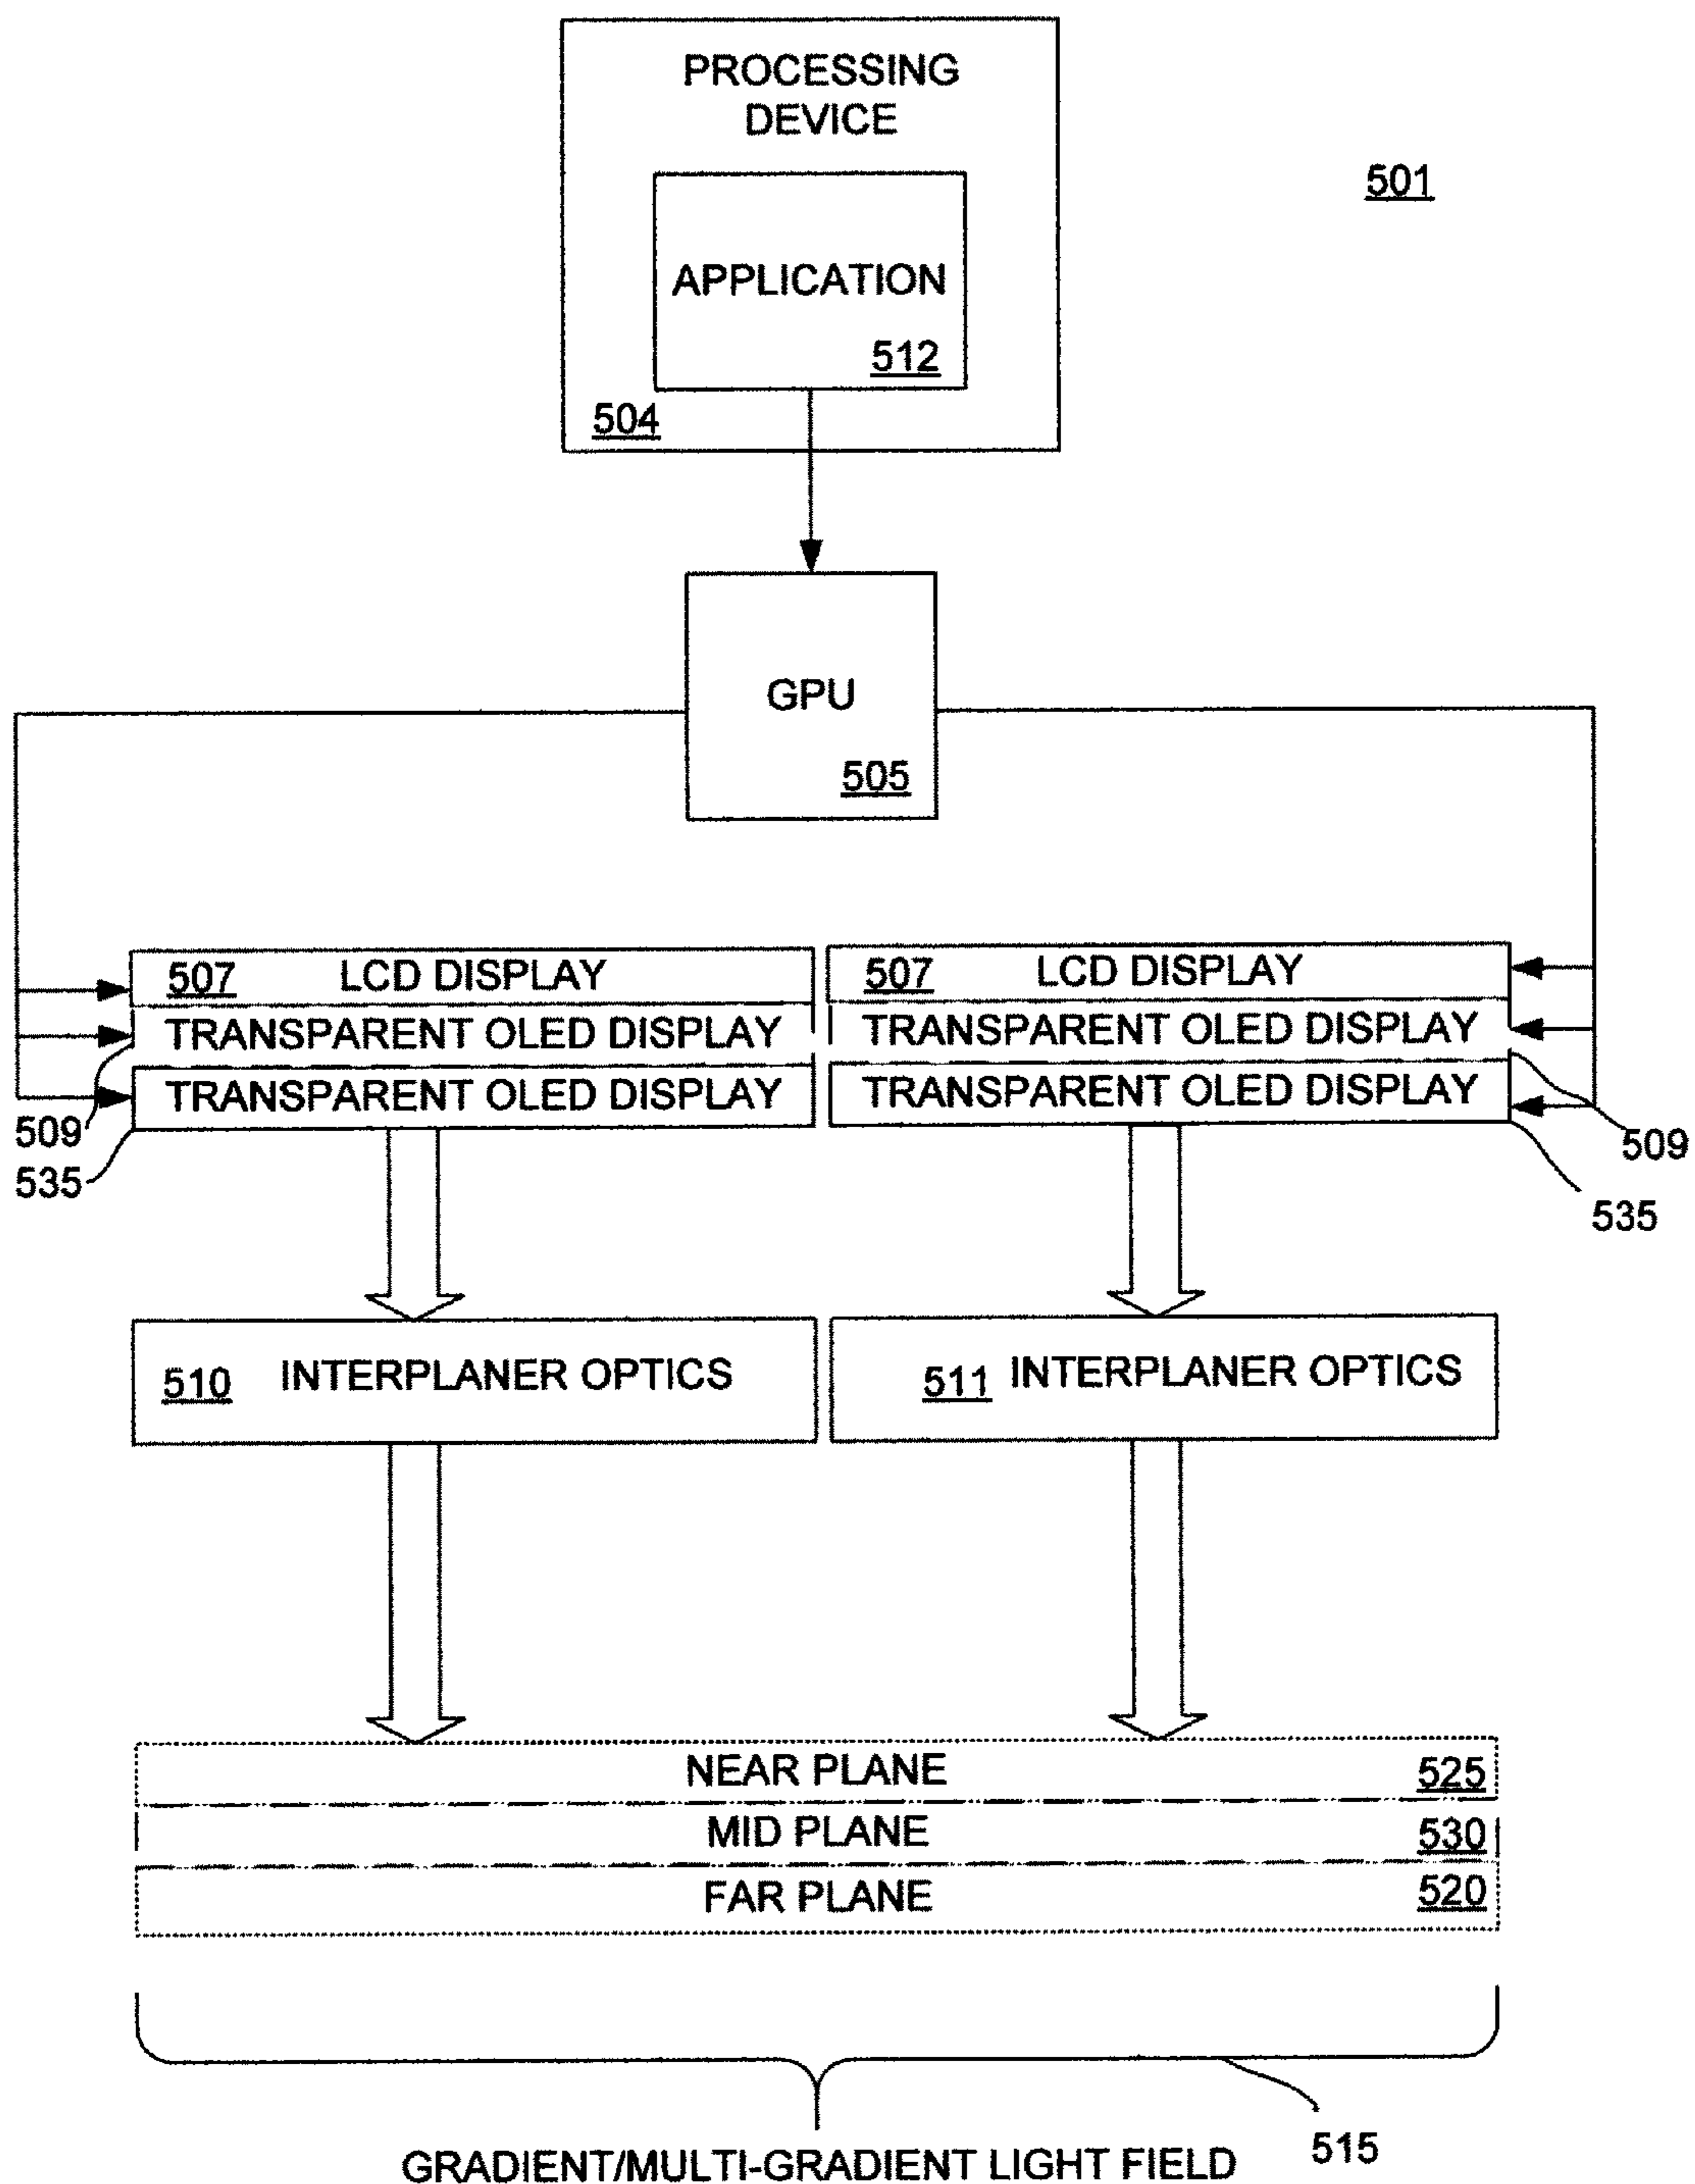 PROCESSING
DEVICE
501
APPLICATION
512
504
GPU
505
507 LCD DISPLAY
507 LCD DISPLAY
TRANSPARENT OLED DISPLAY
TRANSPARENT OLED DISPLAY
TRANSPARENT OLED DISPLAY
TRANSPARENT OLED DISPLAY
509
509
535
535
510 INTERPLANER OPTICS
511 INTERPLANER OPTICS
NEAR PLANE 525
MID PLANE 530
FAR PLANE 520
515
GRADIENT/MULTI-GRADIENT LIGHT FIELD